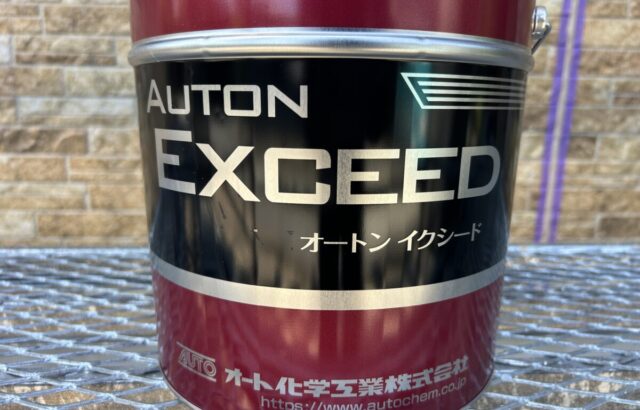 AUTON
EXCEED
オートン イクシード
AUTO オート化学工業株式会社
https://www.autochem.co.jp